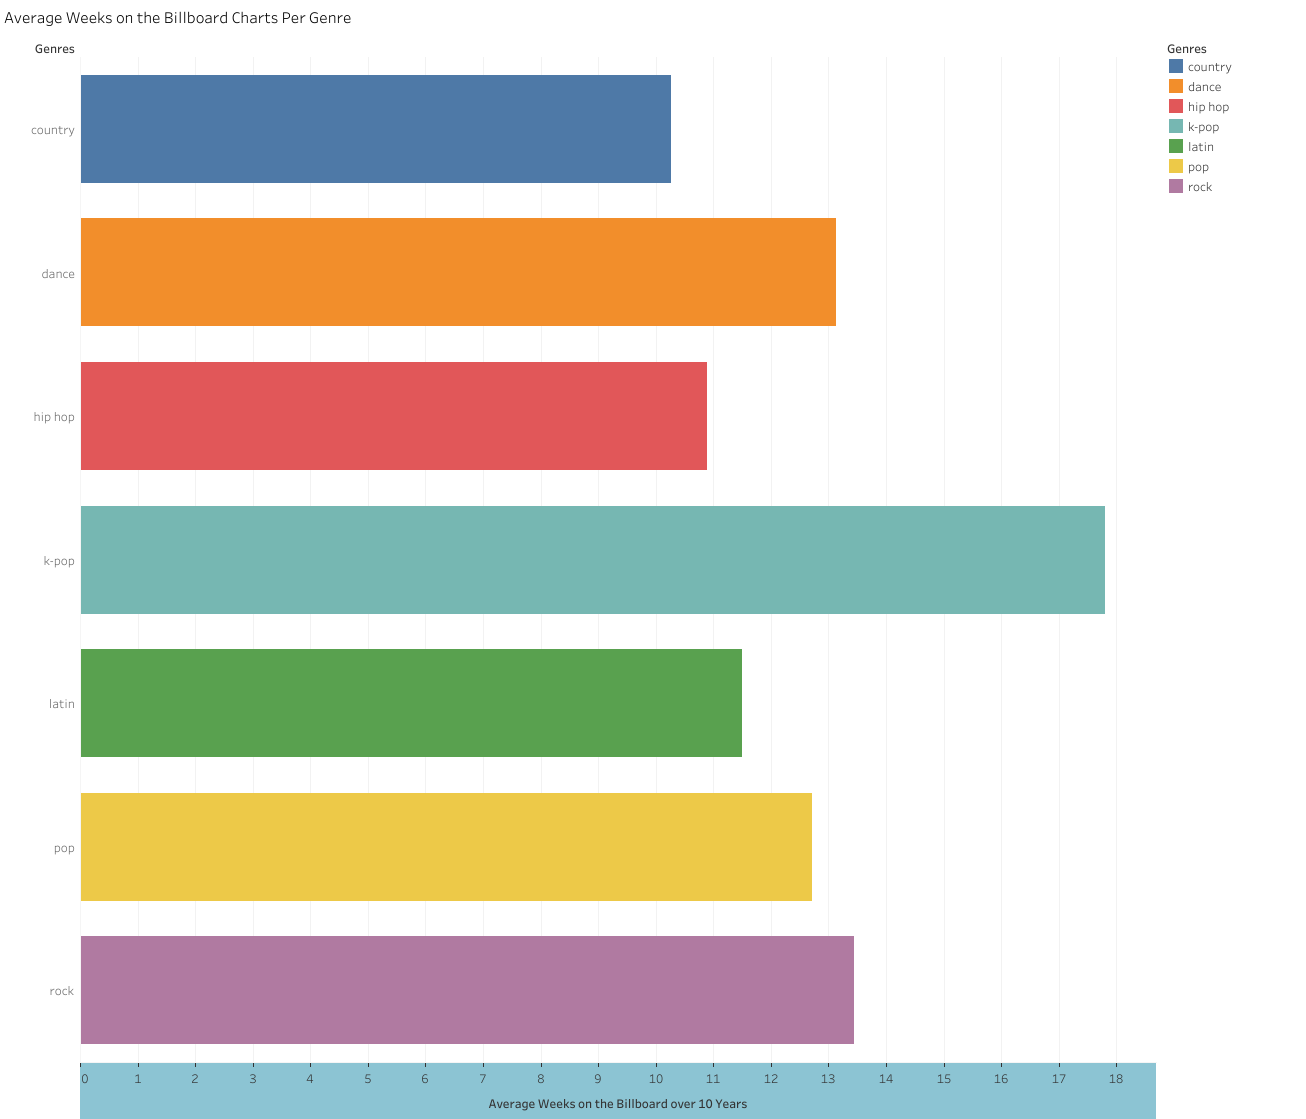 Average Weeks on the Billboard Charts Per Genre
Genres
country
dance
hip hop
k-pop
latin
pop
rock
0 1 2 3 4 5 6 7 8 9 10 11 12 13 14 15 16 17 18
Average Weeks on the Billboard over 10 Years
Genres
country
dance
hip hop
k-pop
latin
pop
rock